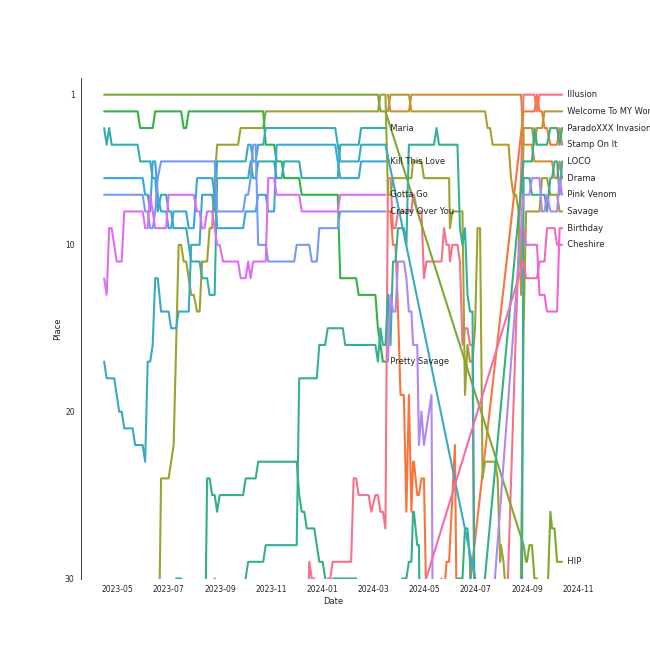 1
10
20
30
Place
2023-05
2023-07
2023-09
2023-11
2024-01
2024-03
2024-05
2024-07
2024-09
2024-11
Date
Illusion
Welcome To MY Wor
ParadoXXX Invasion
Stamp On It
LOCO
Drama
Pink Venom
Savage
Birthday
Cheshire
HIP
Maria
Kill This Love
Gotta Go
Crazy Over You
Pretty Savage